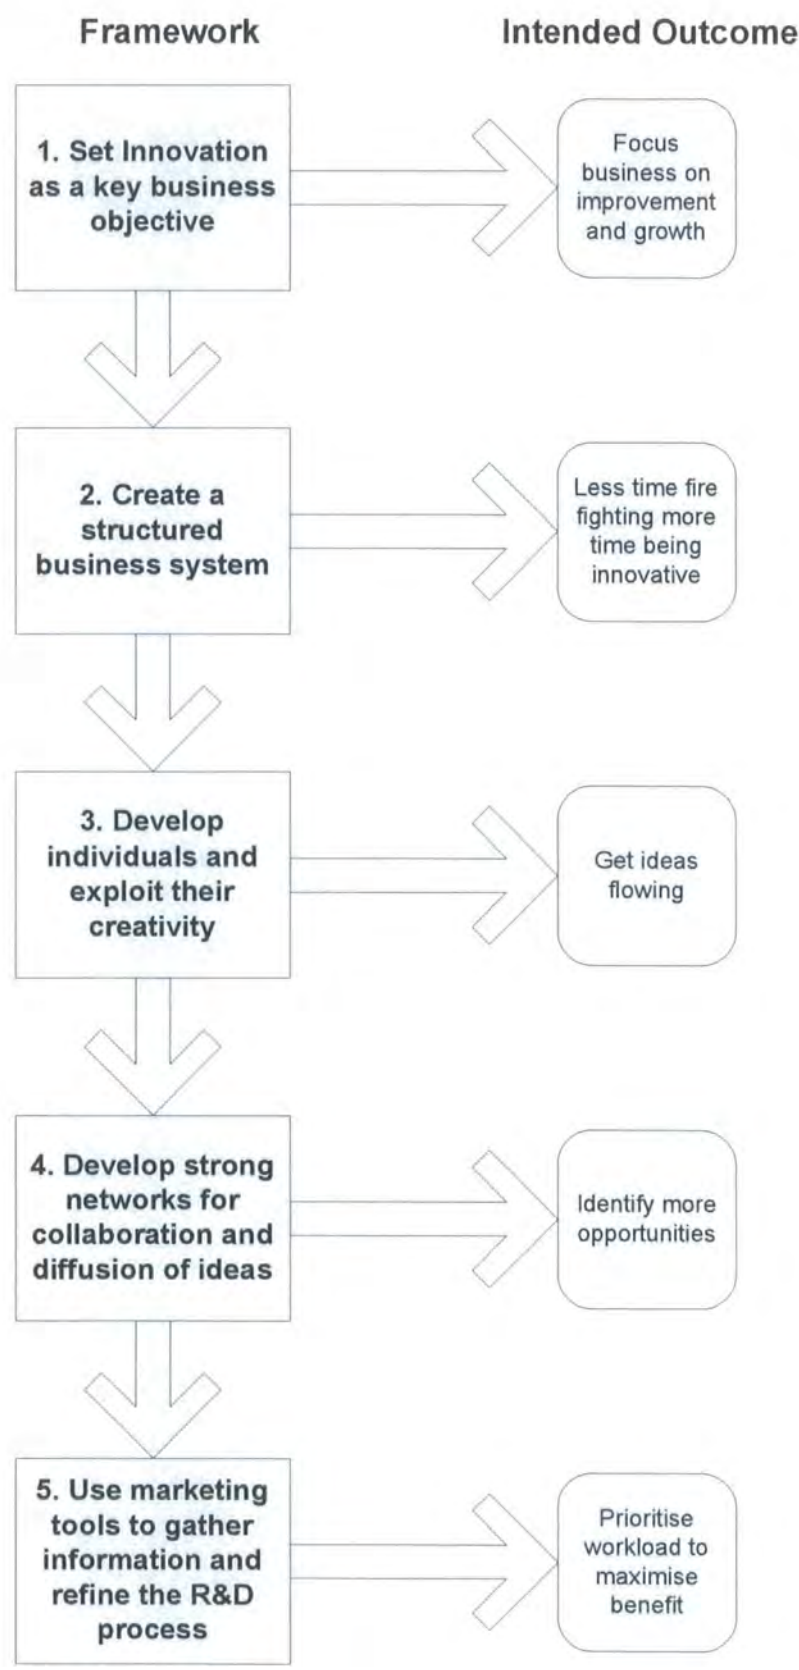 Framework
Intended Outcome
1. Set Innovation
as a key business
objective
Focus
business on
improvement
and growth
2. Create a
structured
business system
Less time fire
fighting more
time being
innovative
3. Develop
individuals and
exploit their
creativity
Get ideas
flowing
4. Develop strong
networks for
collaboration and
diffusion of ideas
Identify more
opportunities
5. Use marketing
tools to gather
information and
refine the R&D
process
Prioritise
workload to
maximise
benefit